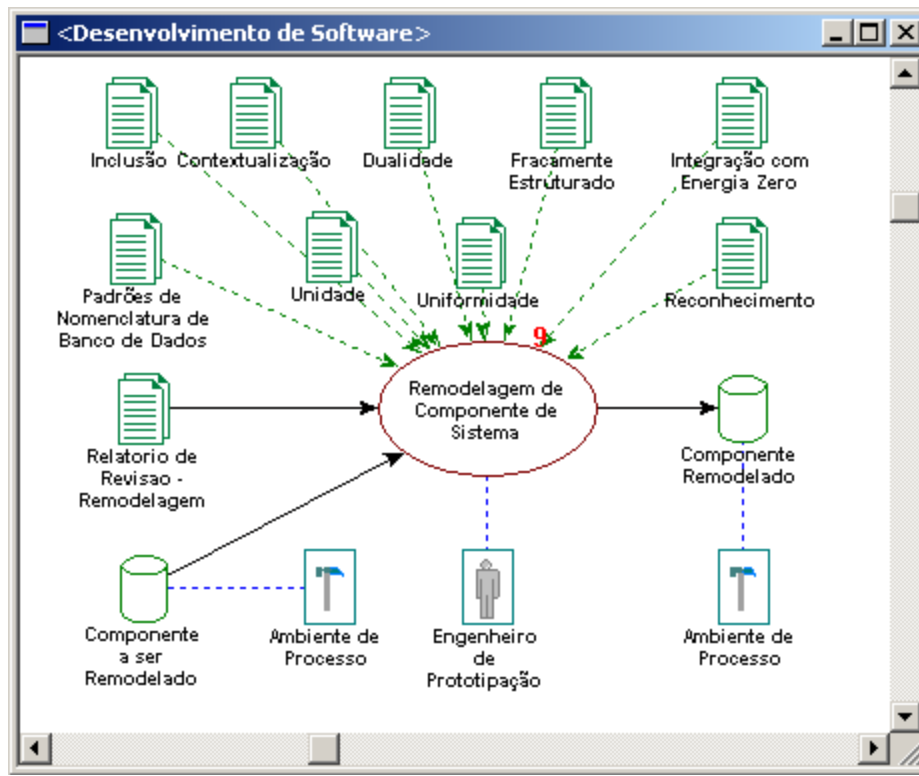 <Desenvolvimento de Software>
Inclusão
Contextualização
Dualidade
Fracamente
Estruturado
Integração com
Energia Zero
Padrões de
Nomenclatura de
Banco de Dados
Unidade
Uniformidade
Reconhecimento
9
Remodelagem de
Componente de
Sistema
Relatorio de
Revisao -
Remodelagem
Componente
Remodelado
Componente
a ser
Remodelado
Ambiente de
Processo
Engenheiro
de
Prototipação
Ambiente de
Processo